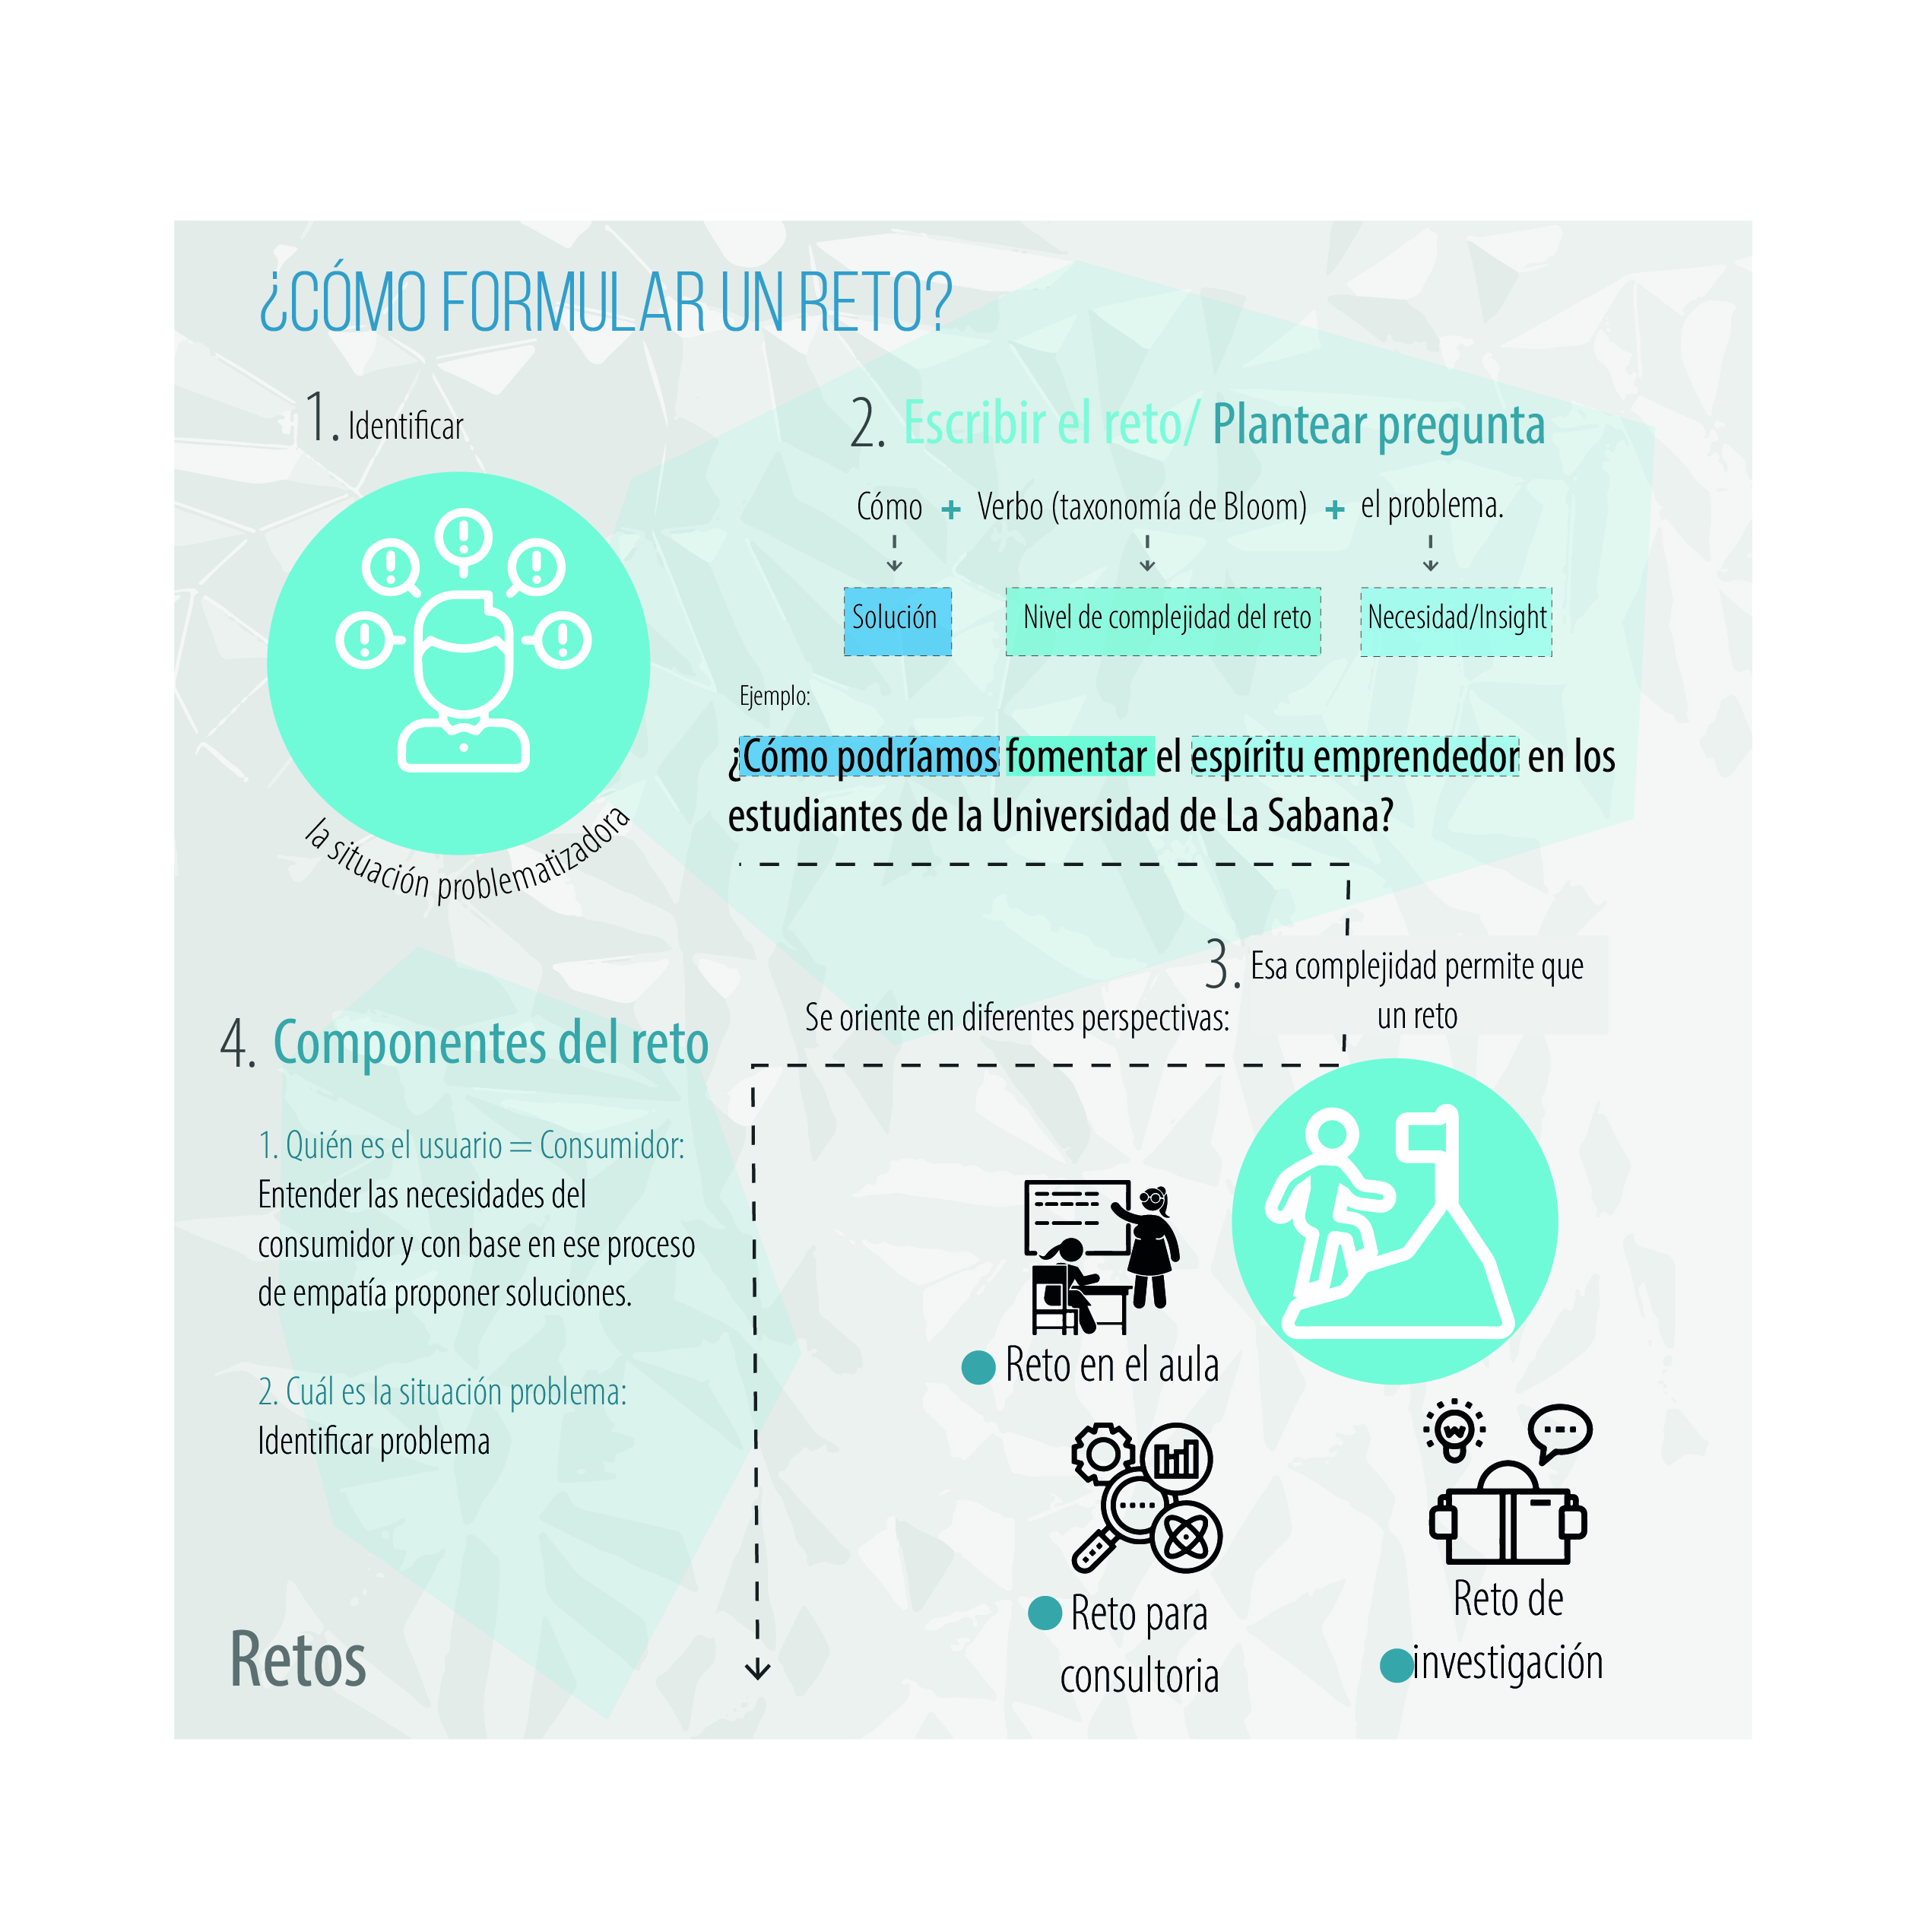 ¿CÓMO FORMULAR UN RETO?
1. Identificar
la situación problematizadora
2. Escribir el reto/ Plantear pregunta
Cómo + Verbo (taxonomía de Bloom) + el problema.
Solución
Nivel de complejidad del reto
Necesidad/Insight
Ejemplo:
¿Cómo podríamos fomentar el espíritu emprendedor en los
estudiantes de la Universidad de La Sabana?
3. Esa complejidad permite que
un reto
Se oriente en diferentes perspectivas:
Reto en el aula
Reto para
consultoria
Reto de
investigación
4. Componentes del reto
1. Quién es el usuario = Consumidor:
Entender las necesidades del
consumidor y con base en ese proceso
de empatía proponer soluciones.
2. Cuál es la situación problema:
Identificar problema
Retos